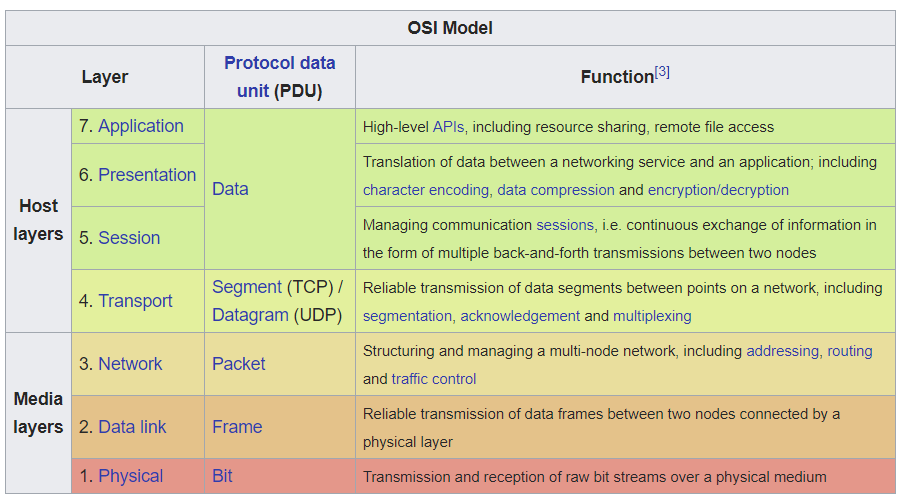 OSI Model
Layer
Protocol data
unit (PDU)
Function[3]
Host
layers
7. Application
Data
High-level APIs, including resource sharing, remote file access
6. Presentation
Translation of data between a networking service and an application; including
character encoding, data compression and encryption/decryption
5. Session
Managing communication sessions, i.e. continuous exchange of information in
the form of multiple back-and-forth transmissions between two nodes
4. Transport
Segment (TCP) /
Datagram (UDP)
Reliable transmission of data segments between points on a network, including
segmentation, acknowledgement and multiplexing
Media
layers
3. Network
Packet
Structuring and managing a multi-node network, including addressing, routing
and traffic control
2. Data link
Frame
Reliable transmission of data frames between two nodes connected by a
physical layer
1. Physical
Bit
Transmission and reception of raw bit streams over a physical medium